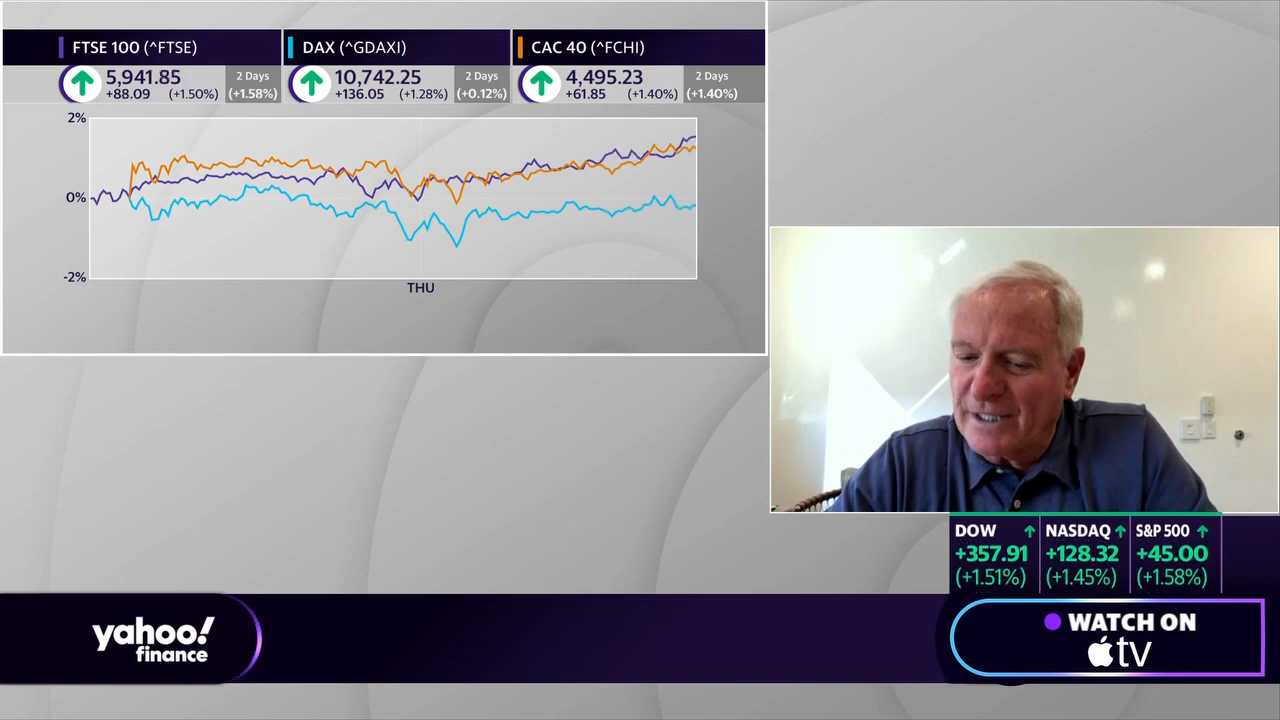 FTSE 100 (^FTSE)
5,941.85
+88.09 (+1.50%)
2 Days
(+1.58%)
DAX (^GDAXI)
10,742.25
+136.05 (+1.28%)
2 Days
(+0.12%)
CAC 40 (^FCHI)
4,495.23
+61.85 (+1.40%)
2 Days
(+1.40%)
2%
0%
-2%
THU
DOW
+357.91
(+1.51%)
NASDAQ
+128.32
(+1.45%)
S&P 500
+45.00
(+1.58%)
yahoo!
finance
WATCH ON
tv